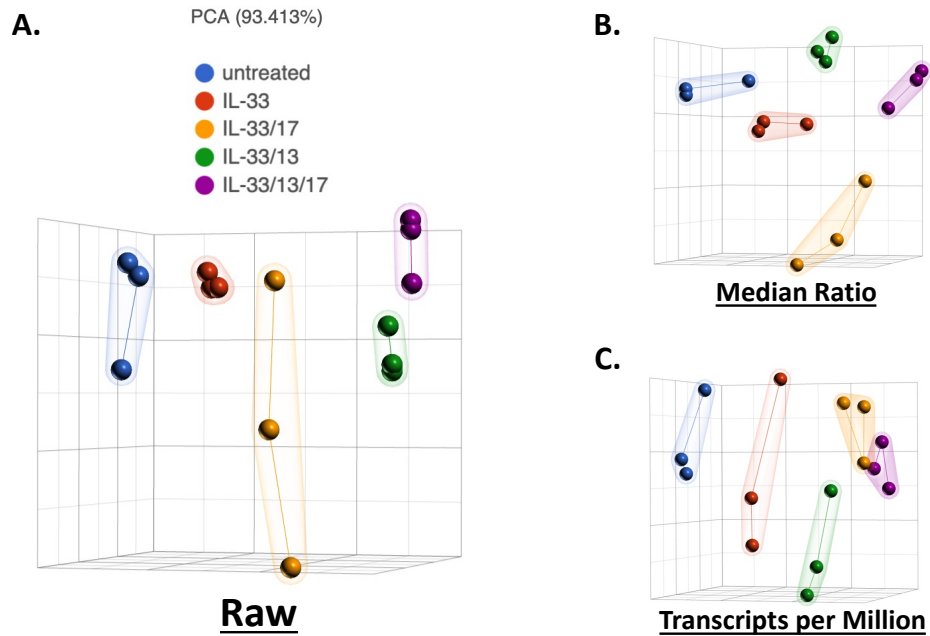 A.
PCA (93.413%)
untreated
IL-33
IL-33/17
IL-33/13
IL-33/13/17
Raw
B.
Median Ratio
C.
Transcripts per Million